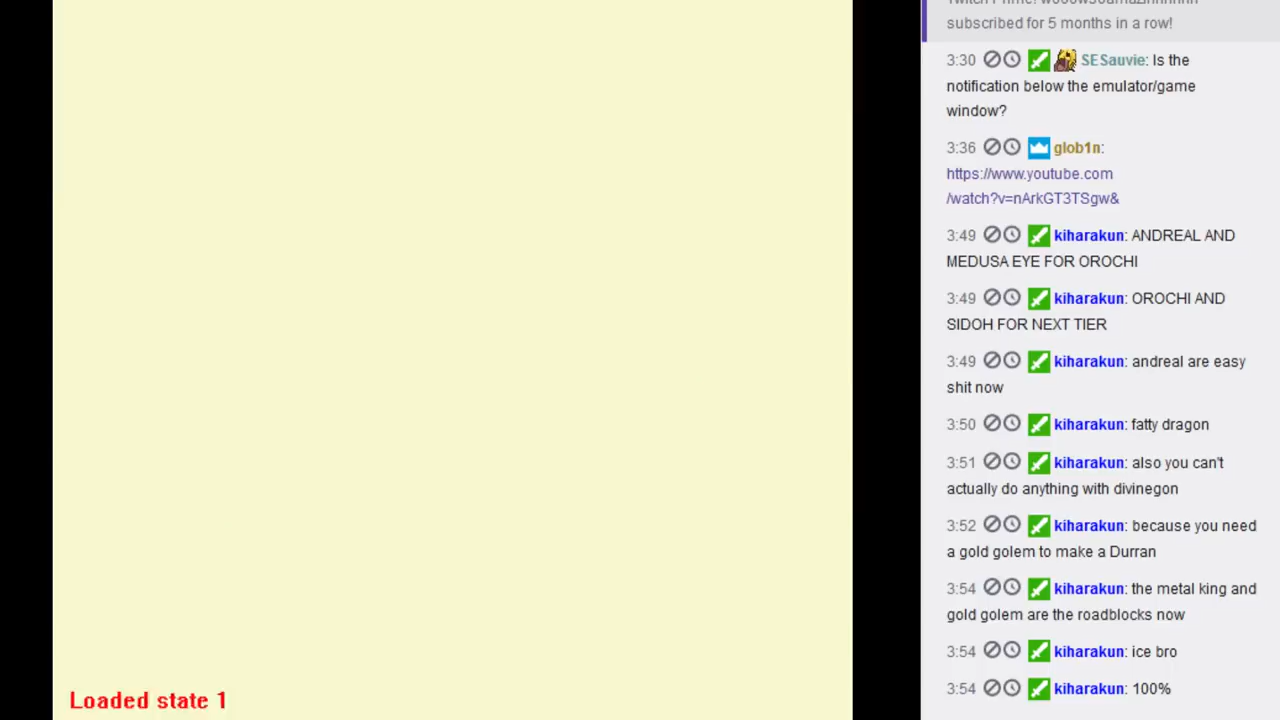 Twitch Prime! wooowsoamazinhhhhh
subscribed for 5 months in a row!
3:30 SESauvie: Is the
notification below the emulator/game
window?
3:36 glob1n:
https://www.youtube.com
/watch?v=nArkGT3TSgw&
3:49 kiharakun: ANDREAL AND
MEDUSA EYE FOR OROCHI
3:49 kiharakun: OROCHI AND
SIDOH FOR NEXT TIER
3:49 kiharakun: andreal are easy
shit now
3:50 kiharakun: fatty dragon
3:51 kiharakun: also you can't
actually do anything with divinegon
3:52 kiharakun: because you need
a gold golem to make a Durran
3:54 kiharakun: the metal king and
gold golem are the roadblocks now
3:54 kiharakun: ice bro
3:54 kiharakun: 100%
Loaded state 1